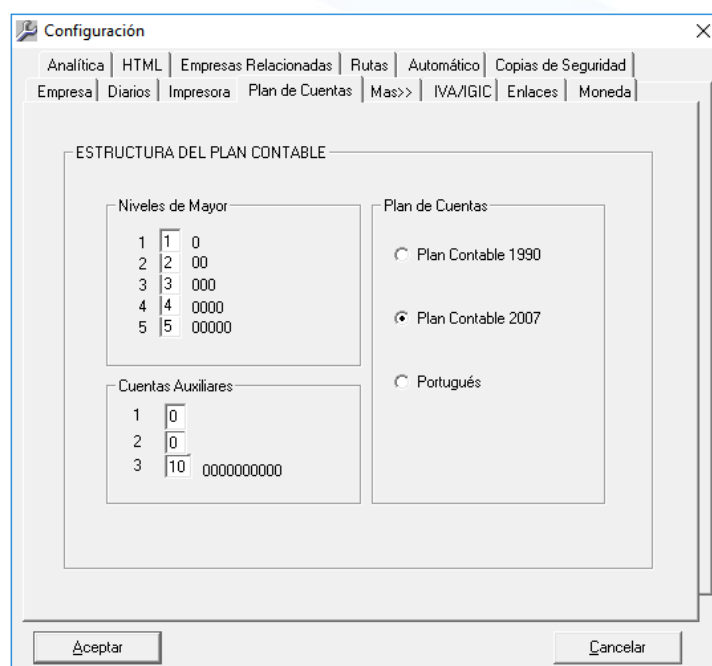 Configuración
Analítica HTML Empresas Relacionadas Rutas Automático Copias de Seguridad
Empresa Diarios Impresora Plan de Cuentas Mas>> IVA/IGIC Enlaces Moneda
ESTRUCTURA DEL PLAN CONTABLE
Niveles de Mayor
1 1 0
2 2 00
3 3 000
4 4 0000
5 5 00000
Cuentas Auxiliares
1 0
2 0
3 10 0000000000
Plan de Cuentas
Plan Contable 1990
Plan Contable 2007
Portugués
Aceptar Cancelar